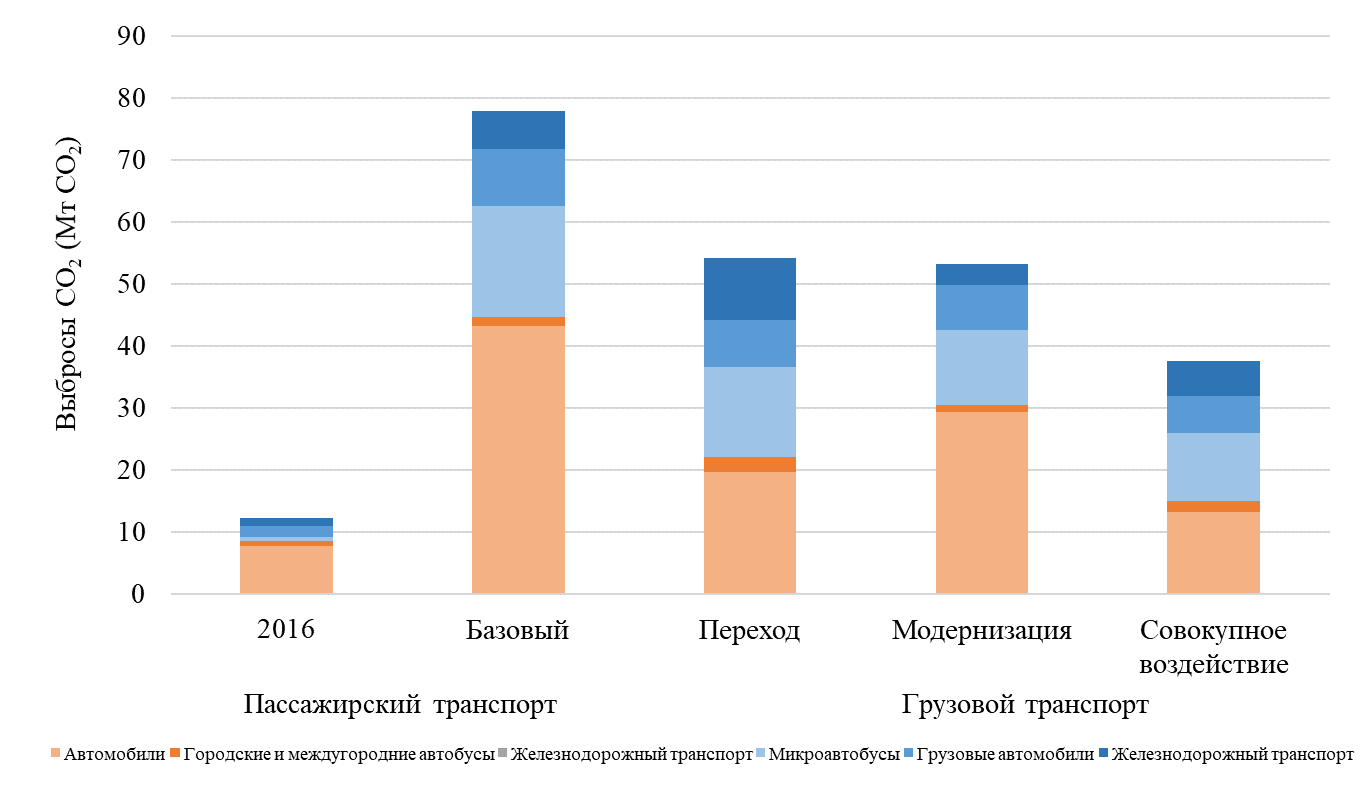 90
80
70
60
50
40
30
20
10
0
Выбросы CO₂ (Мт CO₂)
2016
Базовый
Переход
Модернизация
Совокупное
воздействие
Пассажирский транспорт
Грузовой транспорт
Автомобили Городские и междугородние автобусы Железнодорожный транспорт Микроавтобусы Грузовые автомобили Железнодорожный транспорт